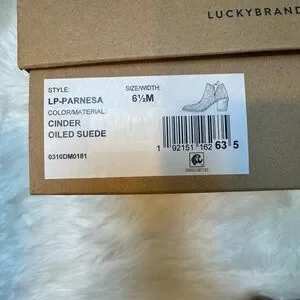 LUCKYBRAND
STYLE:
LP-PARNESA
SIZE/WIDTH:
6½M
COLOR/MATERIAL:
CINDER
OILED SUEDE
0310DM0181
1 92151 162 63 5